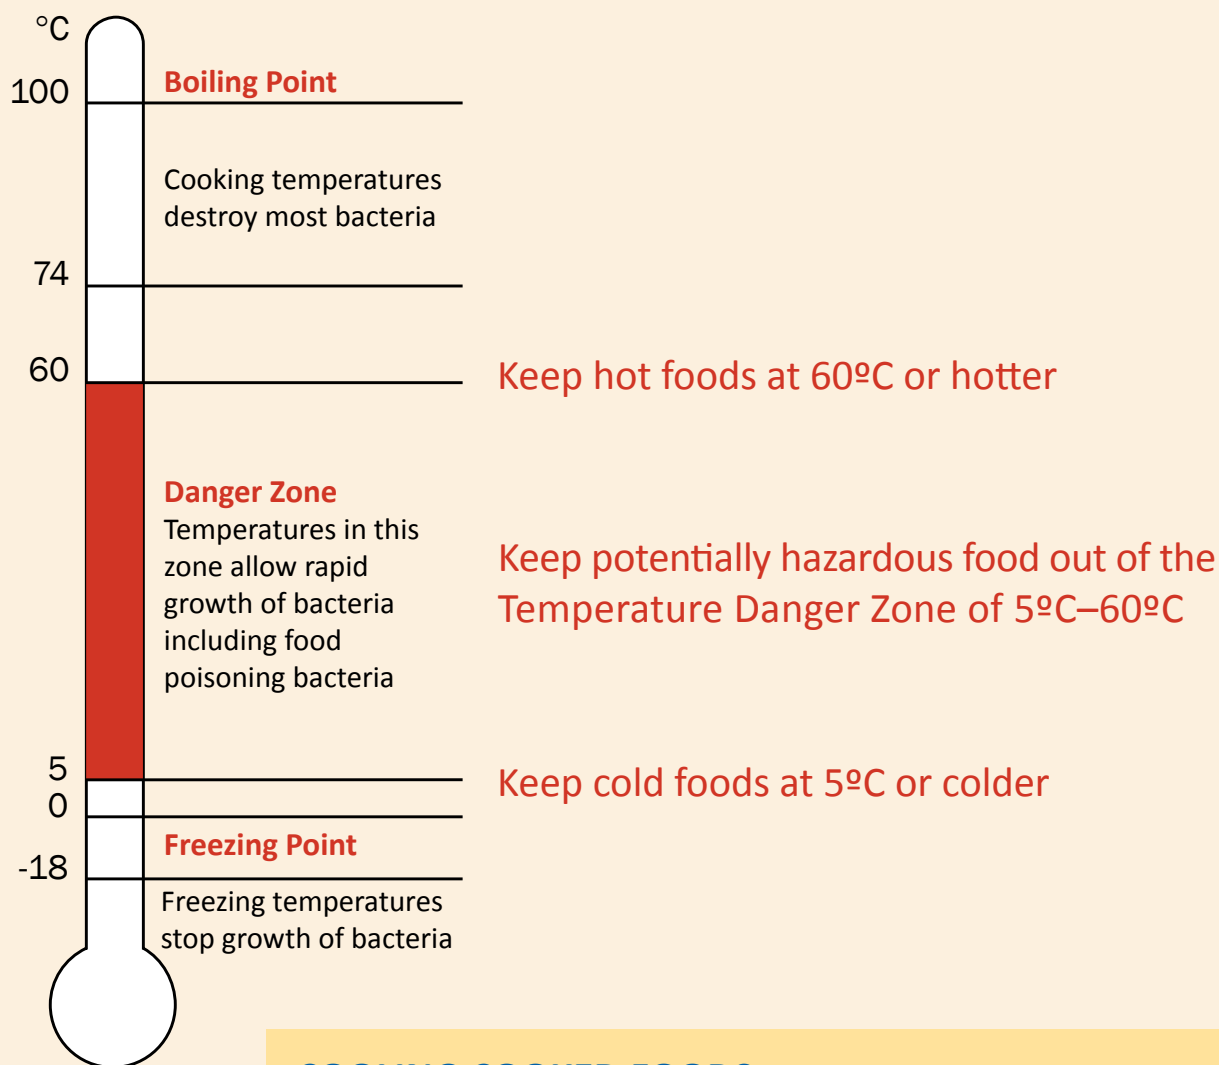 °C
100
Boiling Point
Cooking temperatures
destroy most bacteria
74
60
Keep hot foods at 60ºC or hotter
Danger Zone
Temperatures in this
zone allow rapid
growth of bacteria
including food
poisoning bacteria
Keep potentially hazardous food out of the
Temperature Danger Zone of 5ºC–60ºC
5
Keep cold foods at 5ºC or colder
0
Freezing Point
-18
Freezing temperatures
stop growth of bacteria